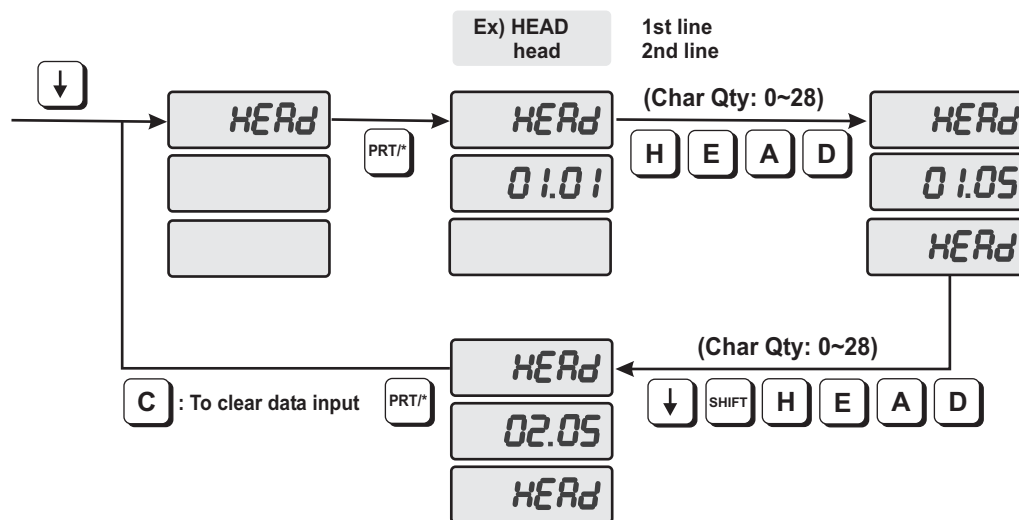 Ex) HEAD 1st line
head 2nd line
↓
HEAd
PRT/*
HEAd
01.01
(Char Qty: 0~28)
H E A D
HEAd
01.05
HEAd
(Char Qty: 0~28)
↓ SHIFT H E A D
HEAd
02.05
HEAd
PRT/*
C : To clear data input